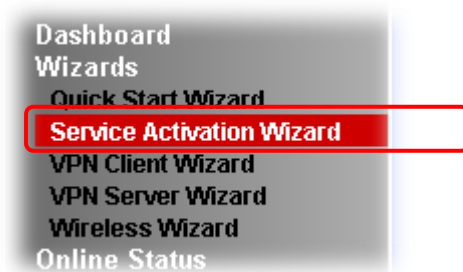 Dashboard
Wizards
Quick Start Wizard
Service Activation Wizard
VPN Client Wizard
VPN Server Wizard
Wireless Wizard
Online Status